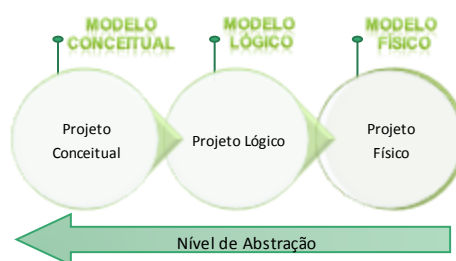 MODELO
CONCEITUAL
MODELO
LÓGICO
MODELO
FÍSICO
Projeto
Conceitual
Projeto Lógico
Projeto
Físico
Nível de Abstração